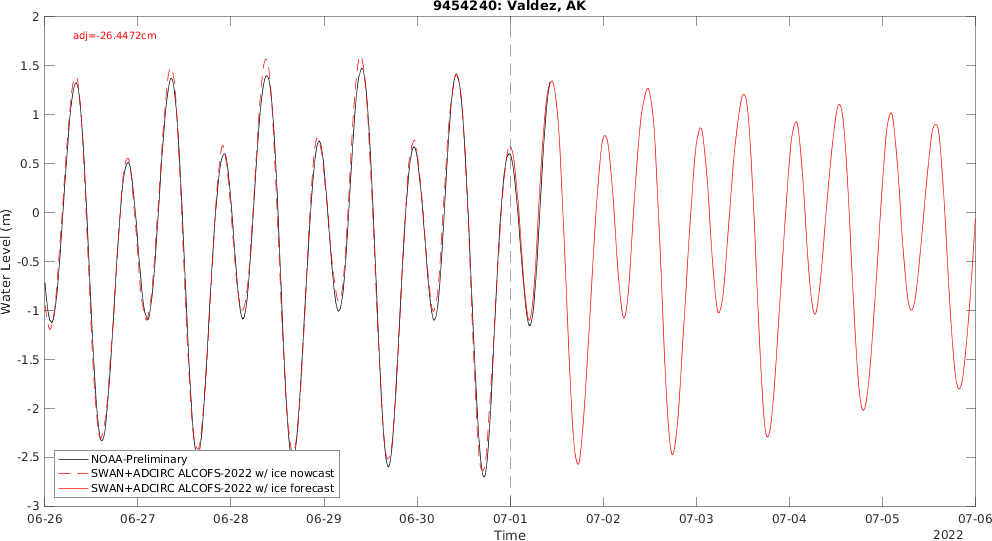 9454240: Valdez, AK
adj=-26.4472cm
2
1.5
1
0.5
0
-0.5
-1
-1.5
-2
-2.5
-3
Water Level (m)
NOAA-Preliminary
SWAN+ADCIRC ALCOFS-2022 w/ ice nowcast
SWAN+ADCIRC ALCOFS-2022 w/ ice forecast
06-26 06-27 06-28 06-29 06-30 07-01 07-02 07-03 07-04 07-05 07-06
Time
2022